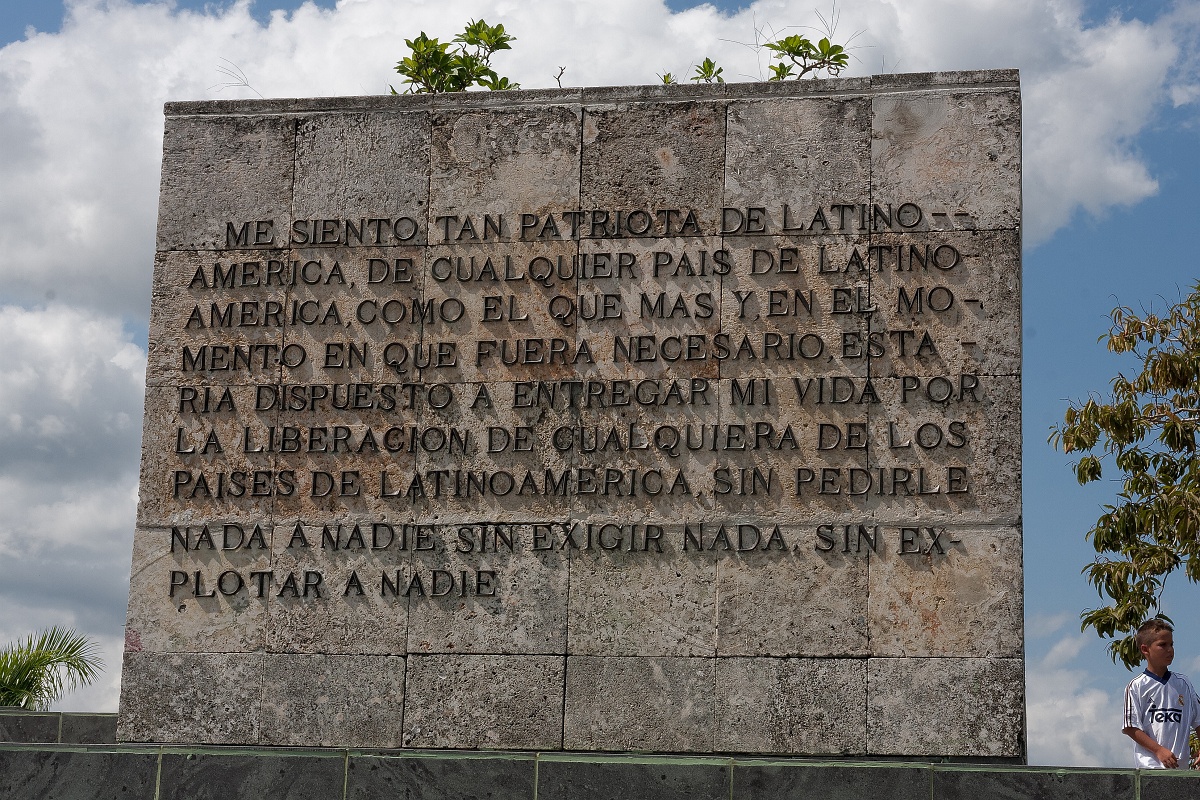 ME SIENTO TAN PATRIOTA DE LATINO--
AMERICA, DE CUALQUIER PAIS DE LATINO
AMERICA, COMO EL QUE MAS Y, EN EL MO-
MENTO EN QUE FUERA NECESARIO, ESTA-
RIA DISPUESTO A ENTREGAR MI VIDA POR
LA LIBERACION DE CUALQUIERA DE LOS
PAISES DE LATINOAMERICA, SIN PEDIRLE
NADA A NADIE, SIN EXIGIR NADA, SIN EX-
PLOTAR A NADIE
Teka